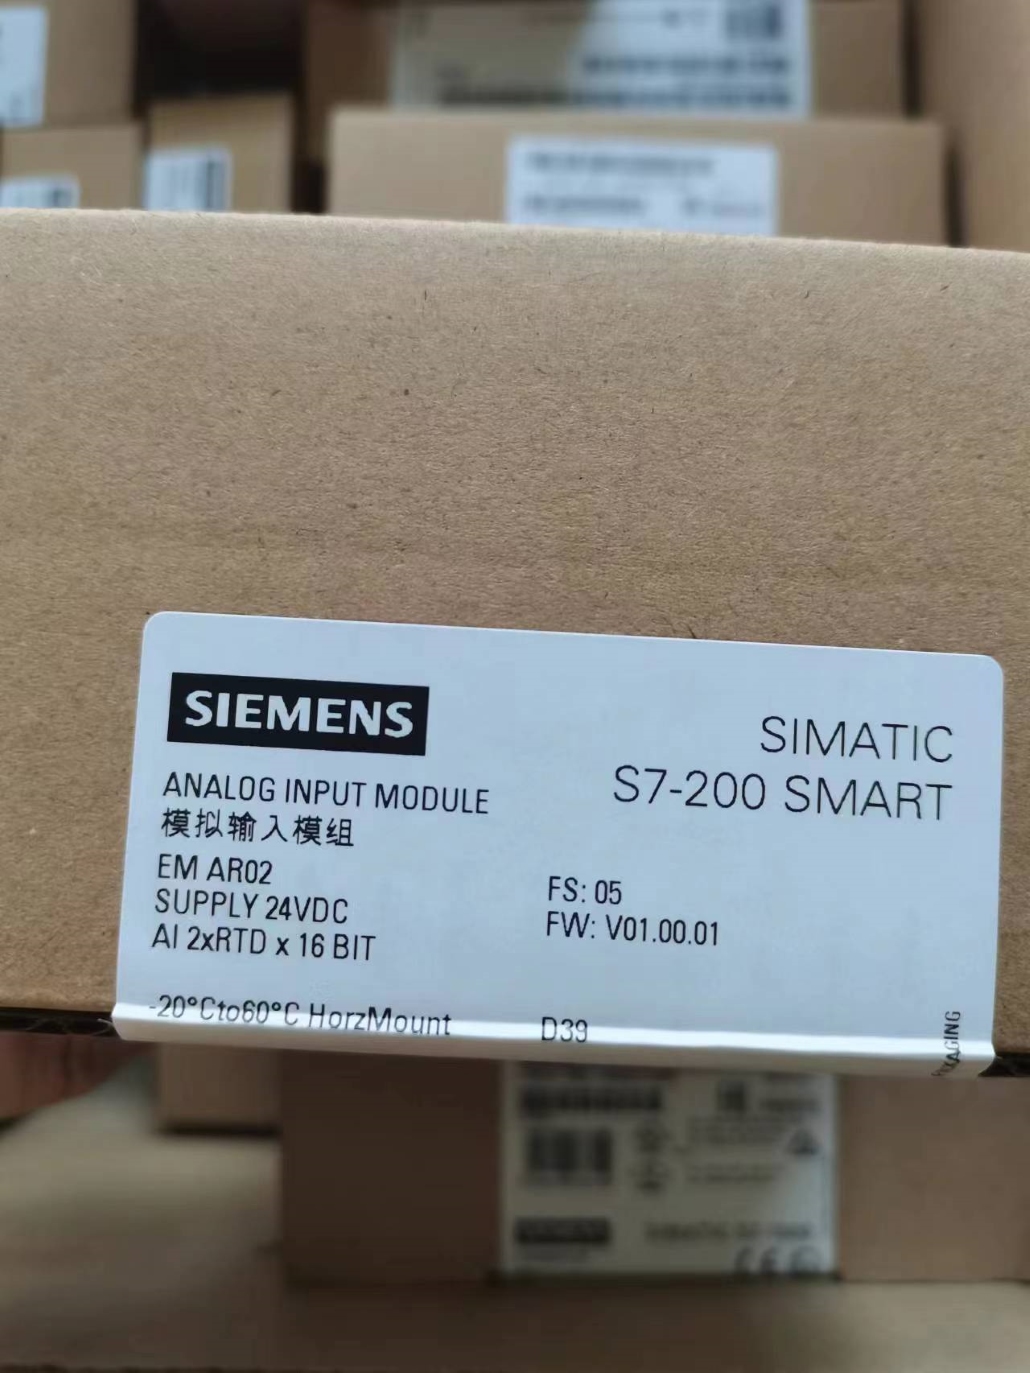 SIEMENS
SIMATIC
S7-200 SMART
ANALOG INPUT MODULE
模拟输入模组
EM AR02
SUPPLY 24VDC
AI 2xRTD x 16 BIT
FS: 05
FW: V01.00.01
-20°Cto60°C HorzMount
D39